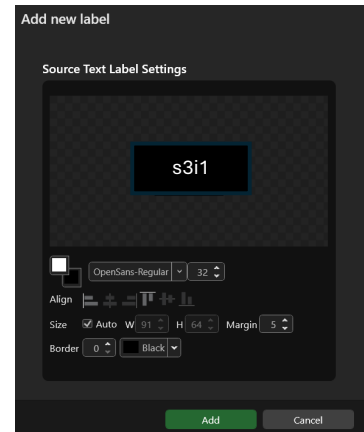 Add new label
Source Text Label Settings
s3i1
OpenSans-Regular 32
Align
Size Auto W 91 H 64 Margin 5
Border 0 Black
Add Cancel